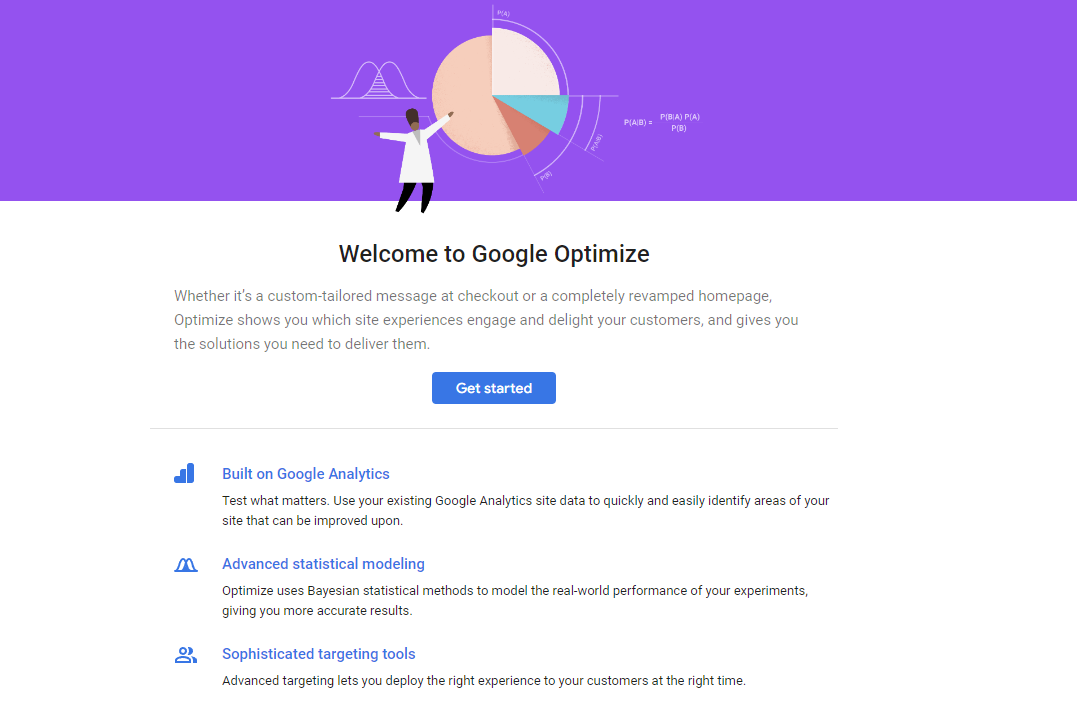 P(A)
P(A|B) =
P(B|A) P(A)
P(B)
P(A|B)
P(B)
Welcome to Google Optimize
Whether it’s a custom-tailored message at checkout or a completely revamped homepage,
Optimize shows you which site experiences engage and delight your customers, and gives you
the solutions you need to deliver them.
Get started
Built on Google Analytics
Test what matters. Use your existing Google Analytics site data to quickly and easily identify areas of your
site that can be improved upon.
Advanced statistical modeling
Optimize uses Bayesian statistical methods to model the real-world performance of your experiments,
giving you more accurate results.
Sophisticated targeting tools
Advanced targeting lets you deploy the right experience to your customers at the right time.